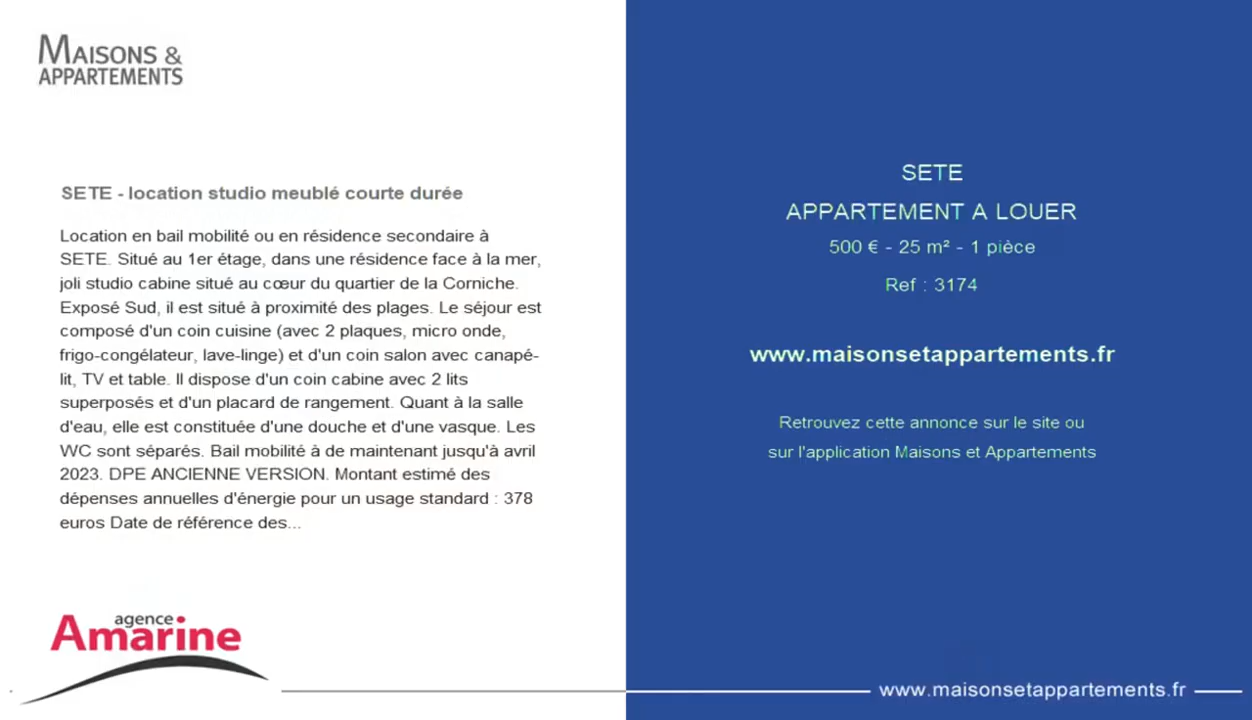 MAISONS &
APPARTEMENTS
SETE - location studio meublé courte durée
Location en bail mobilité ou en résidence secondaire à
SETE. Situé au 1er étage, dans une résidence face à la mer,
joli studio cabine situé au cœur du quartier de la Corniche.
Exposé Sud, il est situé à proximité des plages. Le séjour est
composé d'un coin cuisine (avec 2 plaques, micro onde,
frigo-congélateur, lave-linge) et d'un coin salon avec canapé-
lit, TV et table. Il dispose d'un coin cabine avec 2 lits
superposés et d'un placard de rangement. Quant à la salle
d'eau, elle est constituée d'une douche et d'une vasque. Les
WC sont séparés. Bail mobilité à de maintenant jusqu'à avril
2023. DPE ANCIENNE VERSION. Montant estimé des
dépenses annuelles d'énergie pour un usage standard : 378
euros Date de référence des...
agence
Amarine
SETE
APPARTEMENT A LOUER
500 € - 25 m² - 1 pièce
Ref : 3174
www.maisonsetappartements.fr
Retrouvez cette annonce sur le site ou
sur l'application Maisons et Appartements
www.maisonsetappartements.fr